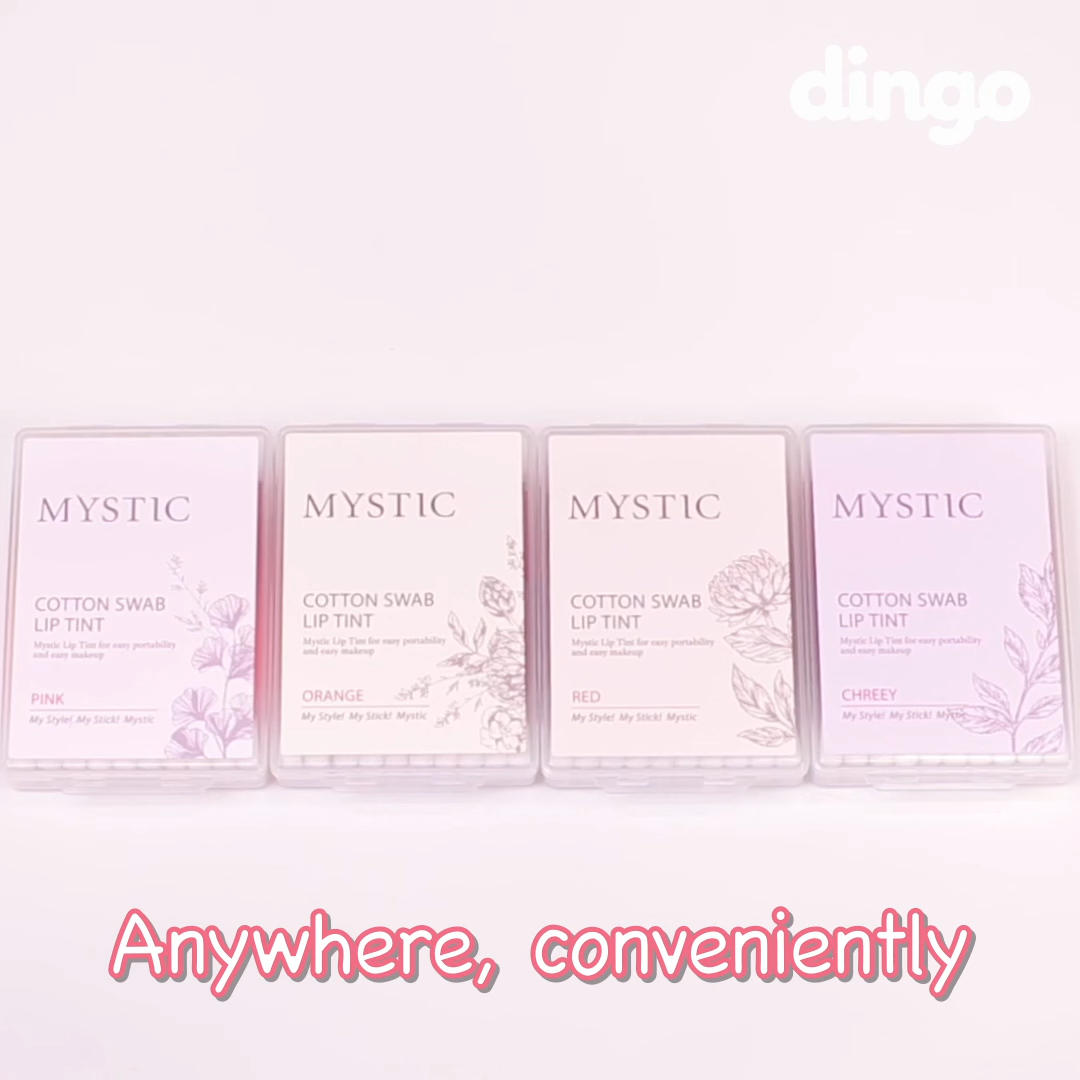 dingo
MYSTIC
COTTON SWAB
LIP TINT
Mystic Lip Tint for easy portability
and easy makeup
PINK
My Style! My Stick! Mystic
MYSTIC
COTTON SWAB
LIP TINT
Mystic Lip Tint for easy portability
and easy makeup
ORANGE
My Style! My Stick! Mystic
MYSTIC
COTTON SWAB
LIP TINT
Mystic Lip Tint for easy portability
and easy makeup
RED
My Style! My Stick! Mystic
MYSTIC
COTTON SWAB
LIP TINT
Mystic Lip Tint for easy portability
and easy makeup
CHREEY
My Style! My Stick! Mystic
Anywhere, conveniently